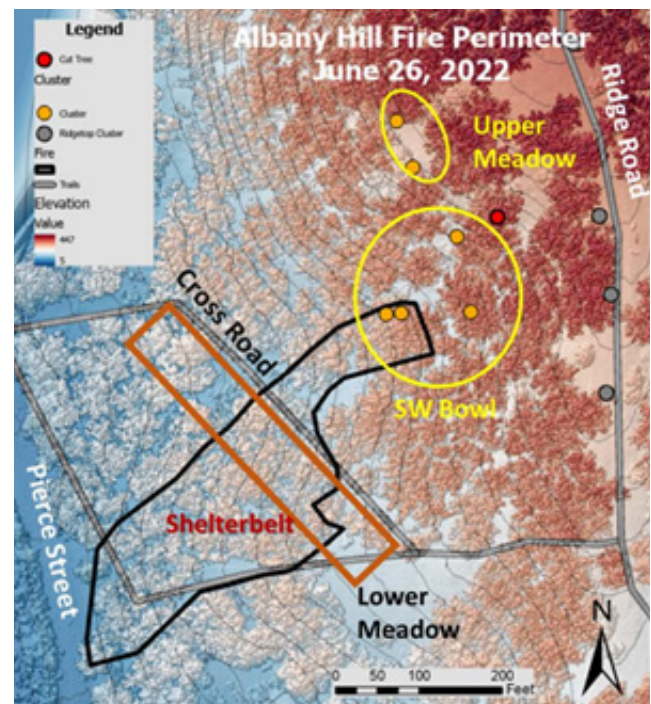 Legend
Cut Tree
Cluster
Cluster
Ridgetop Cluster
Fire
Trails
Elevation
Value
447
5
Albany Hill Fire Perimeter
June 26, 2022
Ridge Road
Upper
Meadow
Cross Road
SW Bowl
Shelterbelt
Pierce Street
Lower
Meadow
N
0 50 100 200
Feet